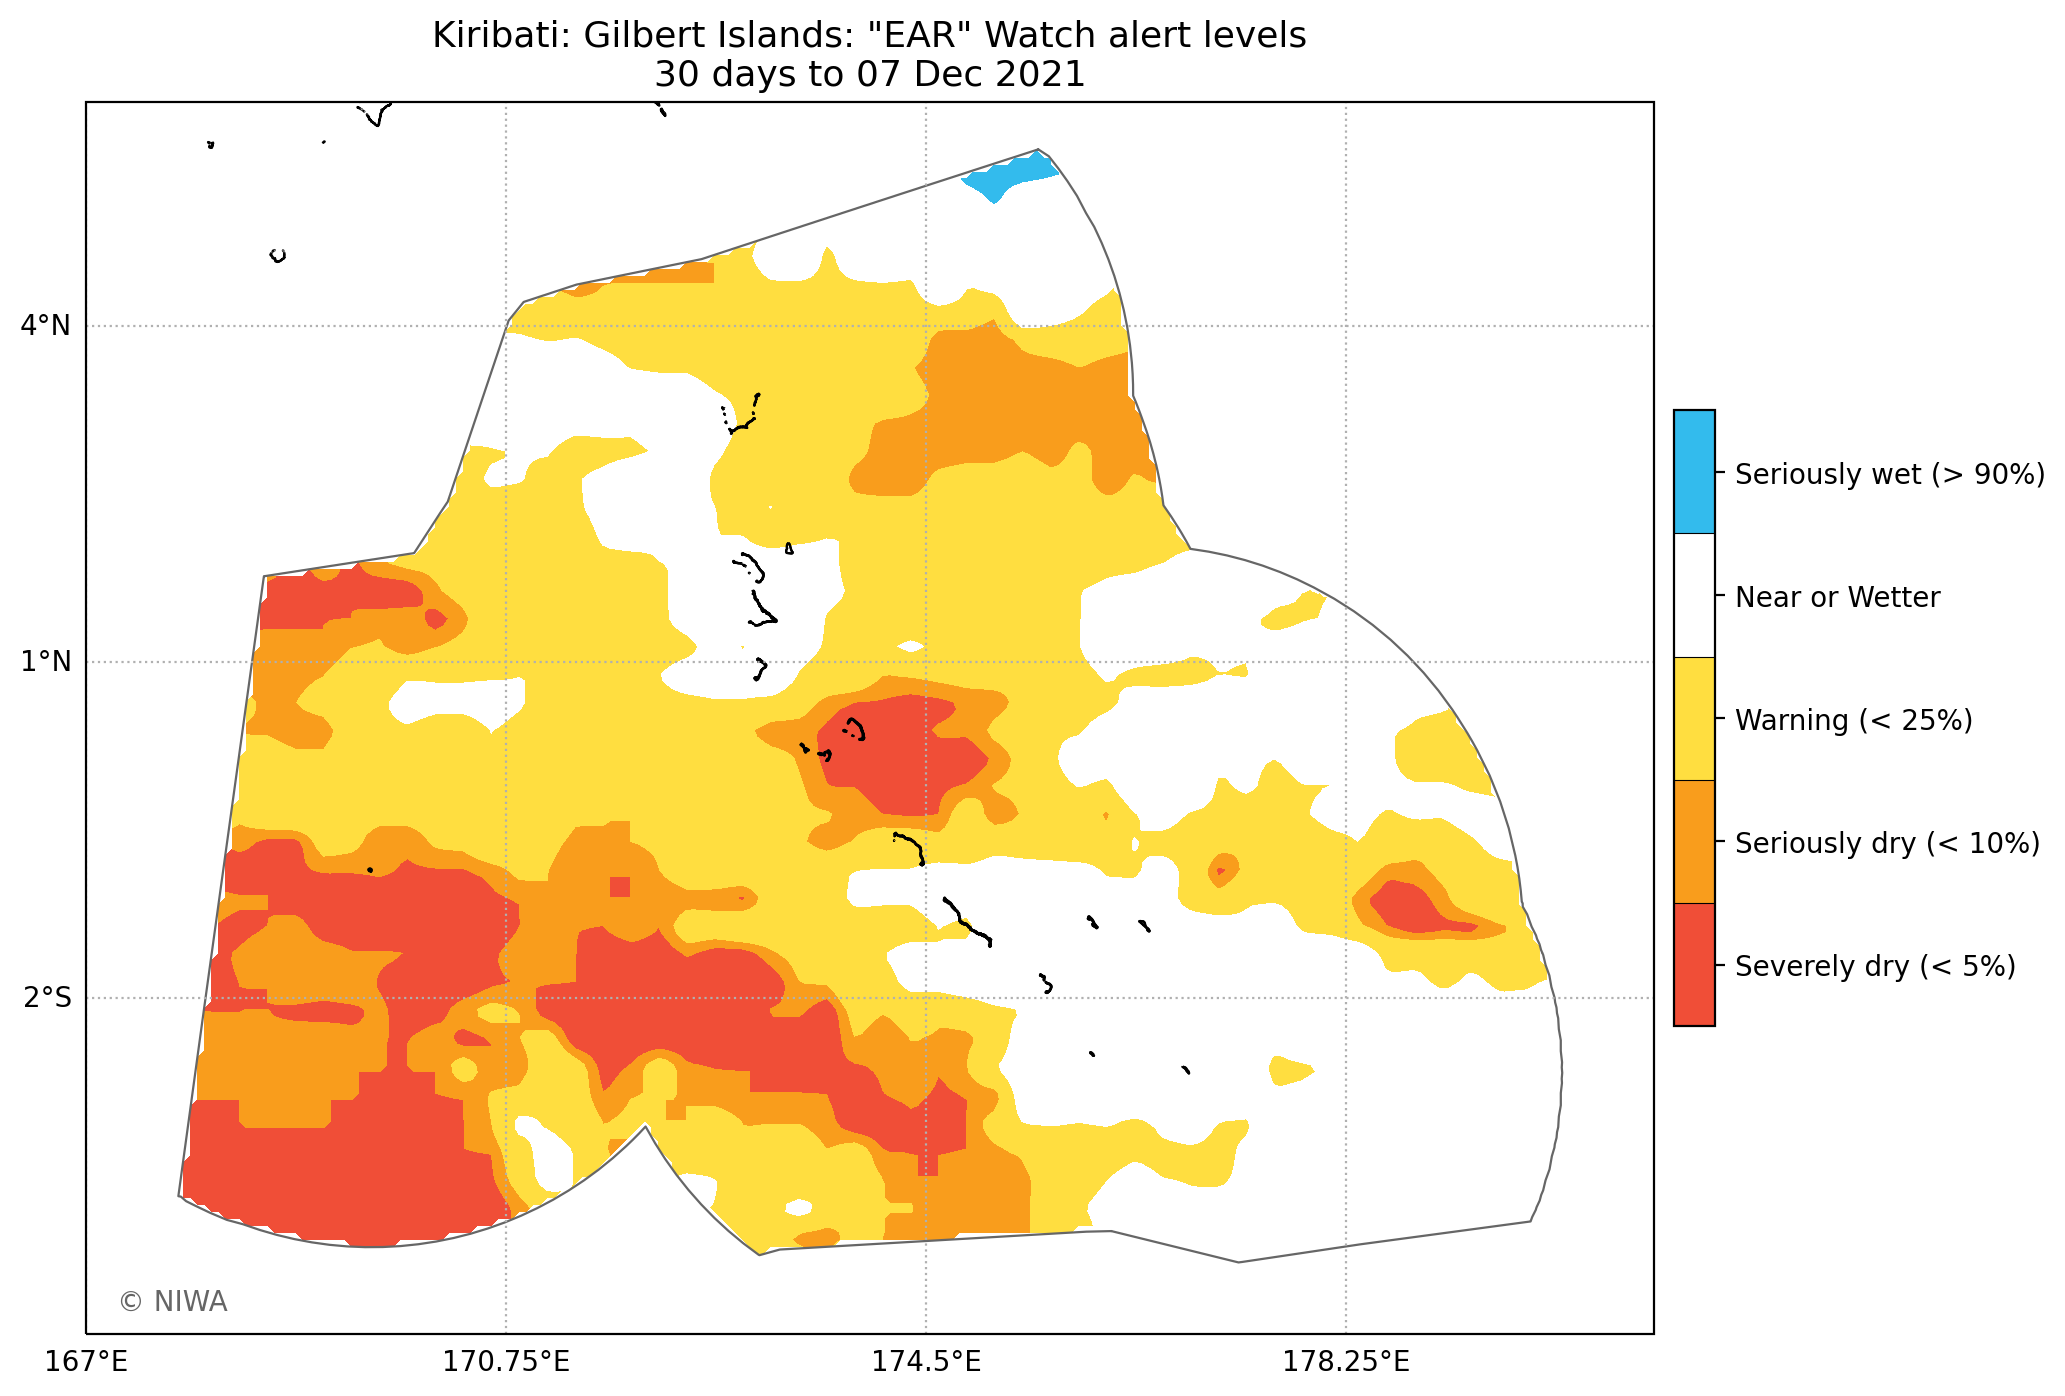 Kiribati: Gilbert Islands: "EAR" Watch alert levels
30 days to 07 Dec 2021
4°N
1°N
2°S
167°E
170.75°E
174.5°E
178.25°E
© NIWA
Seriously wet (> 90%)
Near or Wetter
Warning (< 25%)
Seriously dry (< 10%)
Severely dry (< 5%)